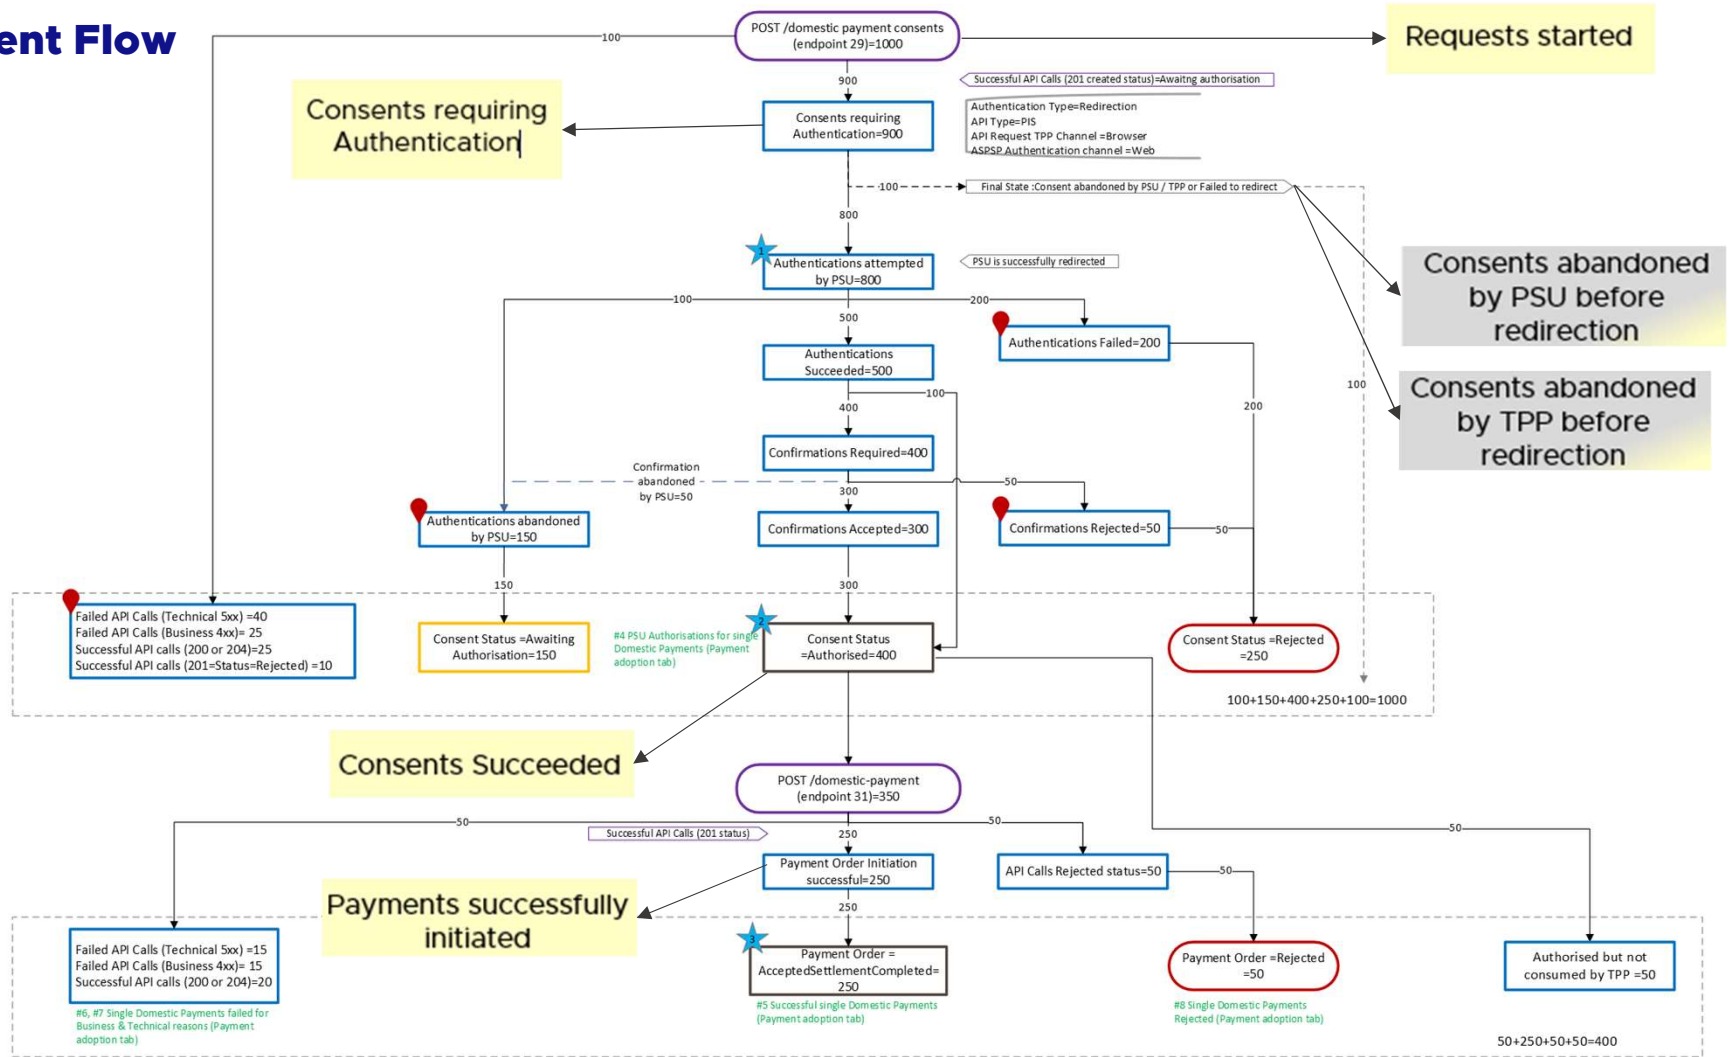 ent Flow
POST /domestic payment consents
(endpoint 29)=1000
Requests started
100
900
Successful API Calls (201 created status)=Awaitng authorisation
Consents requiring
Authentication
Consents requiring
Authentication=900
Authentication Type=Redirection
API Type=PIS
API Request TPP Channel =Browser
ASPSP Authentication channel =Web
100
Final State :Consent abandoned by PSU / TPP or Failed to redirect
800
1
Authentications attempted
by PSU=800
PSU is successfully redirected
Consents abandoned
by PSU before
redirection
100
200
500
Authentications Failed=200
Authentications
Succeeded=500
100
Consents abandoned
by TPP before
redirection
100
400
200
Confirmations Required=400
Confirmation
abandoned
by PSU=50
50
300
Authentications abandoned
by PSU=150
Confirmations Accepted=300
Confirmations Rejected=50
50
150
300
Failed API Calls (Technical 5xx) =40
Failed API Calls (Business 4xx)= 25
Successful API calls (200 or 204)=25
Successful API calls (201=Status=Rejected) =10
Consent Status =Awaiting
Authorisation=150
#4 PSU Authorisations for single
Domestic Payments (Payment
adoption tab)
2
Consent Status
=Authorised=400
Consent Status =Rejected
=250
100+150+400+250+100=1000
Consents Succeeded
POST /domestic-payment
(endpoint 31)=350
50
Successful API Calls (201 status)
250
50
50
Payment Order Initiation
successful=250
API Calls Rejected status=50
50
Payments successfully
initiated
250
Failed API Calls (Technical 5xx) =15
Failed API Calls (Business 4xx)= 15
Successful API calls (200 or 204)=20
#6, #7 Single Domestic Payments failed for
Business & Technical reasons (Payment
adoption tab)
3
Payment Order =
AcceptedSettlementCompleted=
250
#5 Successful single Domestic Payments
(Payment adoption tab)
Payment Order =Rejected
=50
#8 Single Domestic Payments
Rejected (Payment adoption tab)
Authorised but not
consumed by TPP =50
50+250+50+50=400